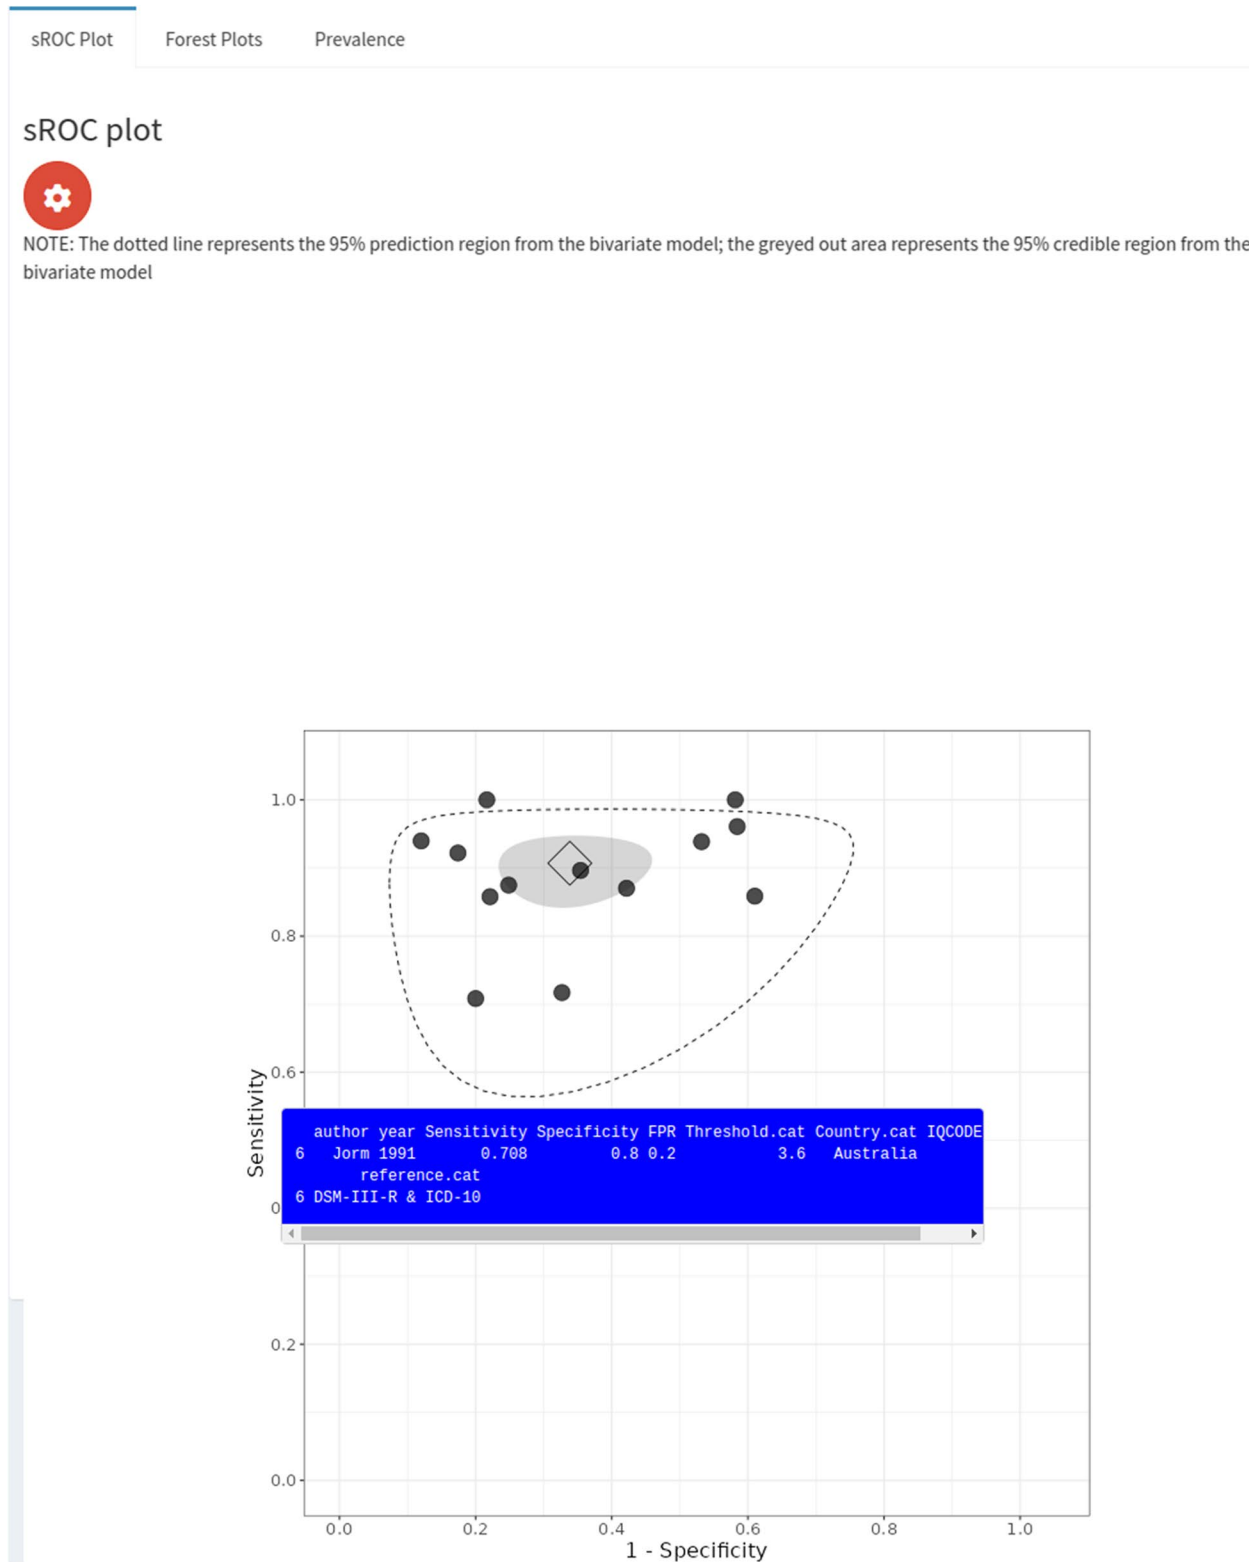 sROC Plot Forest Plots Prevalence
sROC plot
NOTE: The dotted line represents the 95% prediction region from the bivariate model; the greyed out area represents the 95% credible region from the
bivariate model
1.0
0.8
0.6
Sensitivity
author year Sensitivity Specificity FPR Threshold.cat Country.cat IQCODE
6 Jorm 1991 0.708 0.8 0.2 3.6 Australia
reference.cat
6 DSM-III-R & ICD-10
0.2
0.0
0.0 0.2 0.4 0.6 0.8 1.0
1 - Specificity